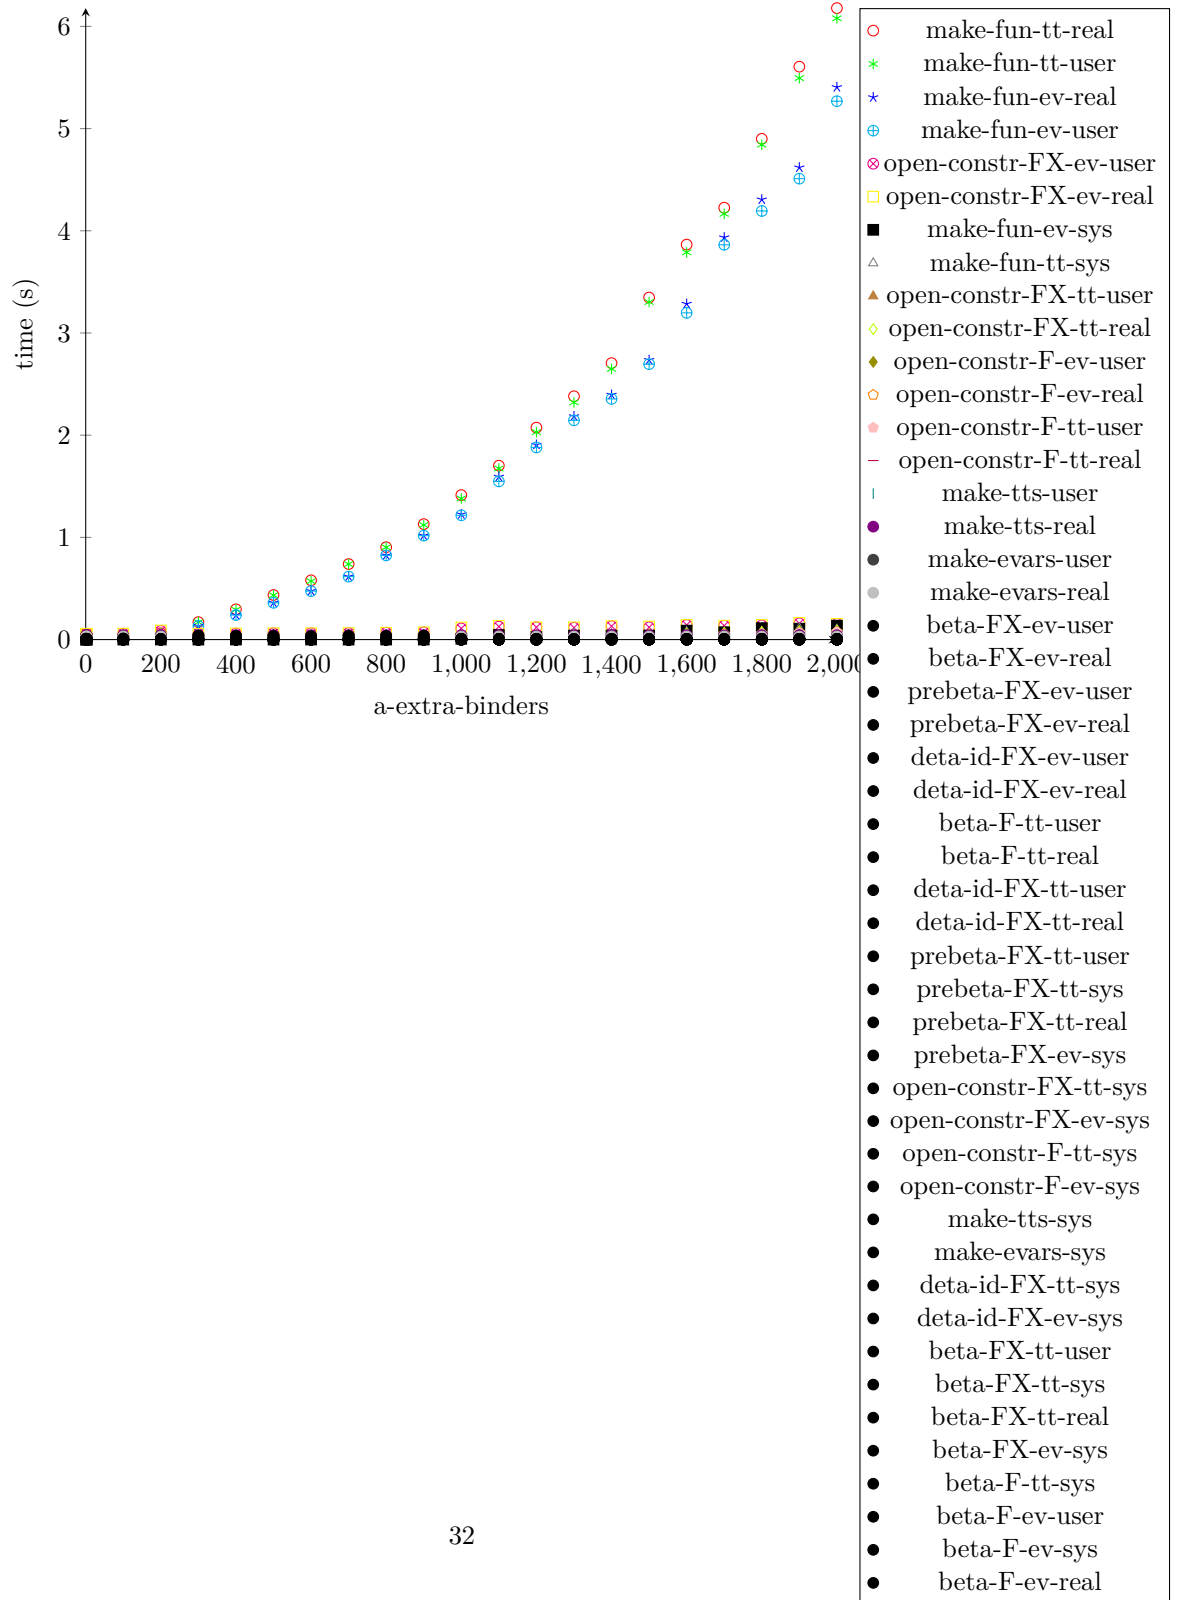 6
5
4
3
2
1
0
time (s)
0 200 400 600 800 1,000 1,200 1,400 1,600 1,800 2,000
a-extra-binders
make-fun-tt-real
make-fun-tt-user
make-fun-ev-real
make-fun-ev-user
open-constr-FX-ev-user
open-constr-FX-ev-real
make-fun-ev-sys
make-fun-tt-sys
open-constr-FX-tt-user
open-constr-FX-tt-real
open-constr-F-ev-user
open-constr-F-ev-real
open-constr-F-tt-user
open-constr-F-tt-real
make-tts-user
make-tts-real
make-evars-user
make-evars-real
beta-FX-ev-user
beta-FX-ev-real
prebeta-FX-ev-user
prebeta-FX-ev-real
deta-id-FX-ev-user
deta-id-FX-ev-real
beta-F-tt-user
beta-F-tt-real
deta-id-FX-tt-user
deta-id-FX-tt-real
prebeta-FX-tt-user
prebeta-FX-tt-sys
prebeta-FX-tt-real
prebeta-FX-ev-sys
open-constr-FX-tt-sys
open-constr-FX-ev-sys
open-constr-F-tt-sys
open-constr-F-ev-sys
make-tts-sys
make-evars-sys
deta-id-FX-tt-sys
deta-id-FX-ev-sys
beta-FX-tt-user
beta-FX-tt-sys
beta-FX-tt-real
beta-FX-ev-sys
beta-F-tt-sys
beta-F-ev-user
beta-F-ev-sys
beta-F-ev-real
32